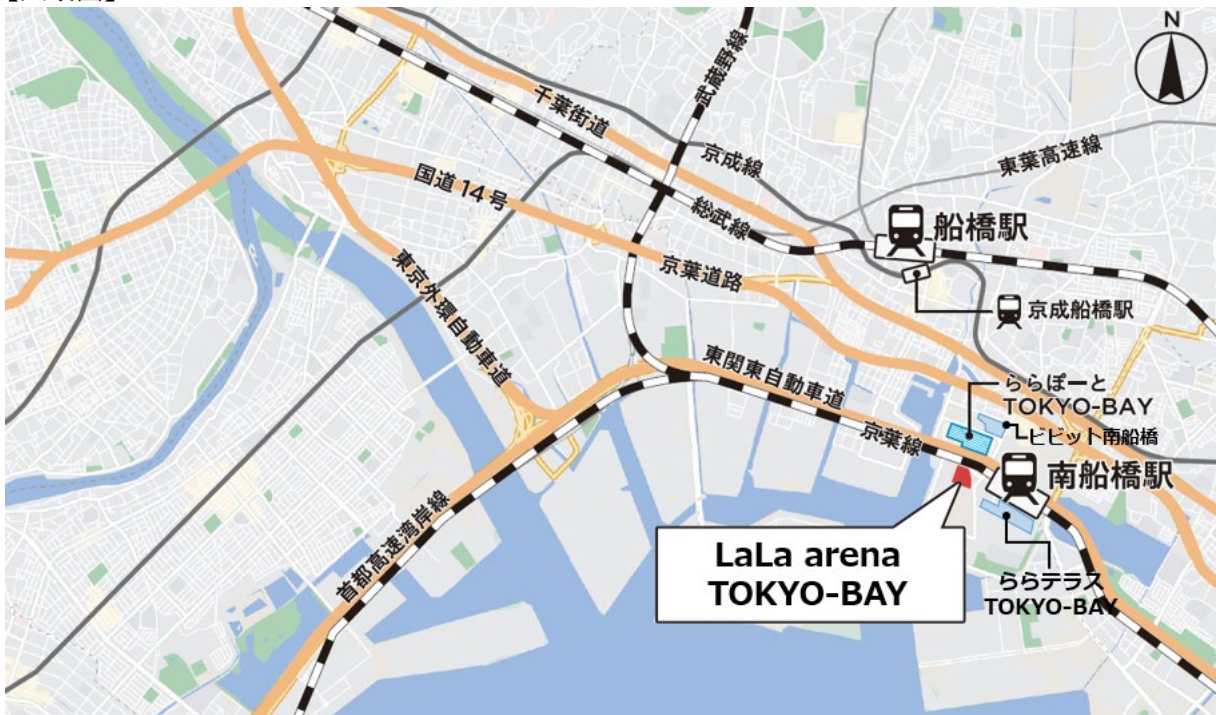 N
武蔵野線
千葉街道
京成線
東葉高速線
国道14号
総武線
船橋駅
京葉道路
京成船橋駅
東京外環自動車道
東関東自動車道
ららぽーと
TOKYO-BAY
京葉線
ビビット南船橋
南船橋駅
首都高速湾岸線
LaLa arena
TOKYO-BAY
ららテラス
TOKYO-BAY